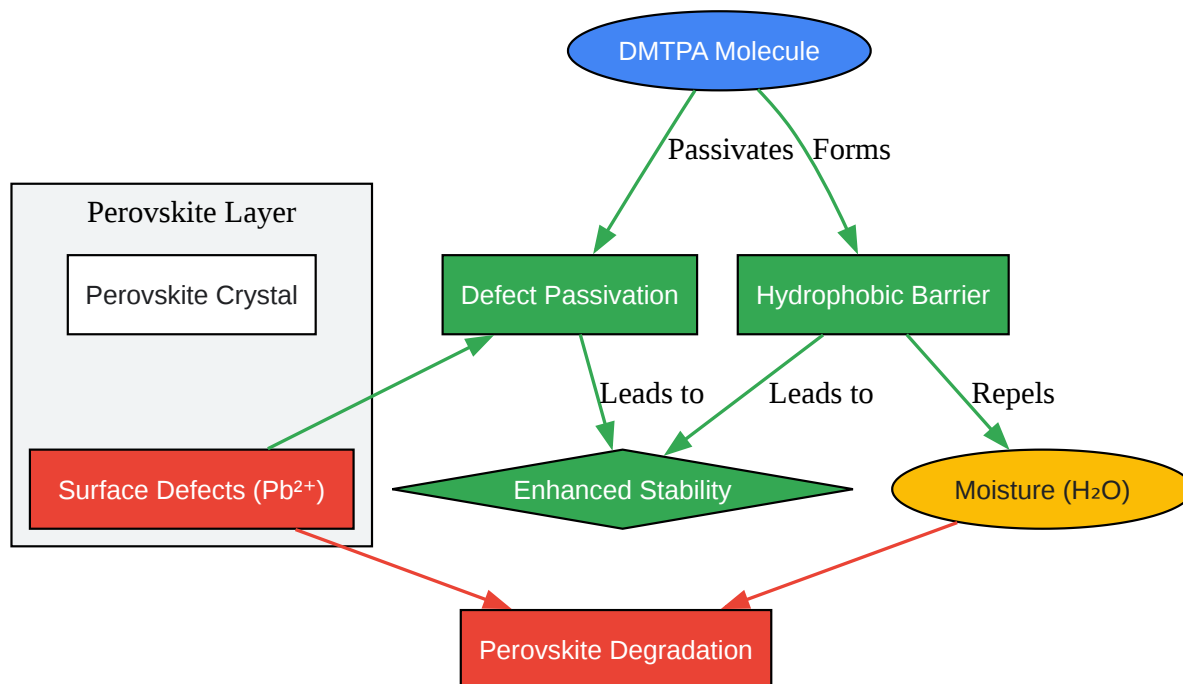 DMTPA Molecule
Passivates
Forms
Perovskite Layer
Perovskite Crystal
Defect Passivation
Hydrophobic Barrier
Leads to
Leads to
Repels
Surface Defects (Pb²⁺)
Enhanced Stability
Moisture (H₂O)
Perovskite Degradation